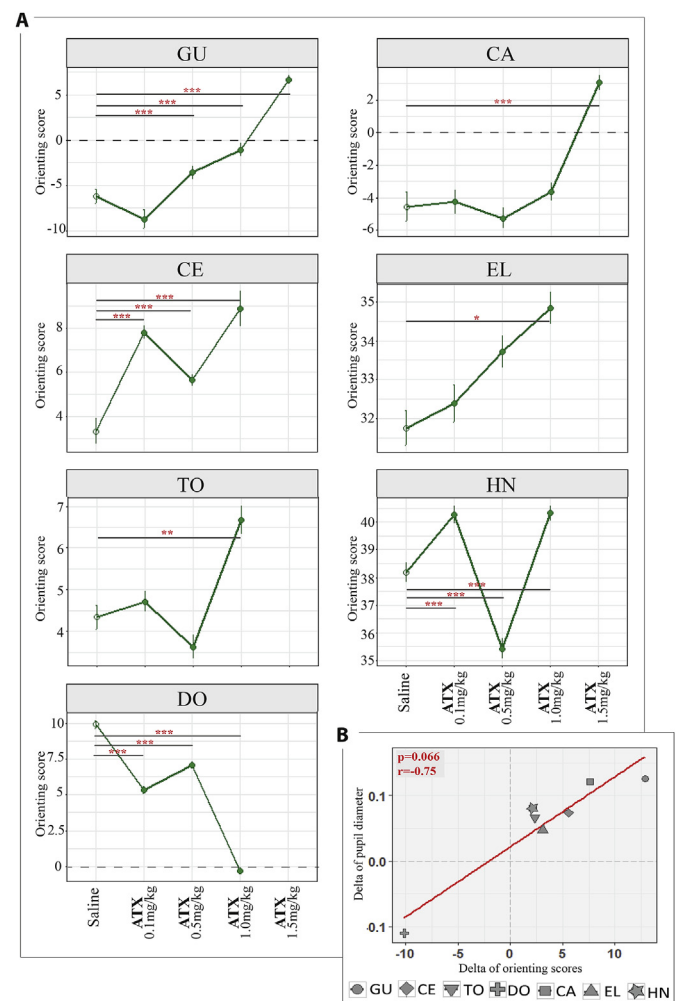 A
GU
Orienting score
5
0
-5
-10
***
***
***
CA
Orienting score
2
0
-2
-4
-6
***
CE
Orienting score
8
6
4
***
***
***
EL
Orienting score
35
34
33
32
*
TO
Orienting score
7
6
5
4
**
HN
Orienting score
40
39
38
37
36
35
***
***
***
Saline
ATX
0.1mg/kg
ATX
0.5mg/kg
ATX
1.0mg/kg
ATX
1.5mg/kg
DO
Orienting score
10
7.5
5
2.5
0
***
***
***
Saline
ATX
0.1mg/kg
ATX
0.5mg/kg
ATX
1.0mg/kg
ATX
1.5mg/kg
B
p=0.066
r=-0.75
Delta of pupil diameter
0.1
0.0
-0.1
-10
-5
0
5
10
Delta of orienting scores
GU CE TO DO CA EL HN